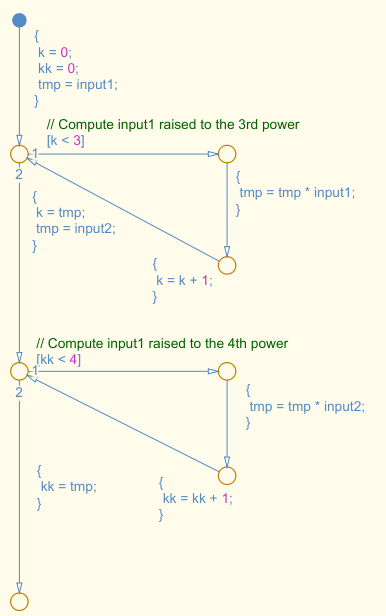 {
k = 0;
kk = 0;
tmp = input1;
}
// Compute input1 raised to the 3rd power
[k < 3]
1
2
{
tmp = tmp * input1;
}
{
k = tmp;
tmp = input2;
}
{
k = k + 1;
}
// Compute input1 raised to the 4th power
[kk < 4]
1
2
{
tmp = tmp * input2;
}
{
kk = tmp;
}
{
kk = kk + 1;
}